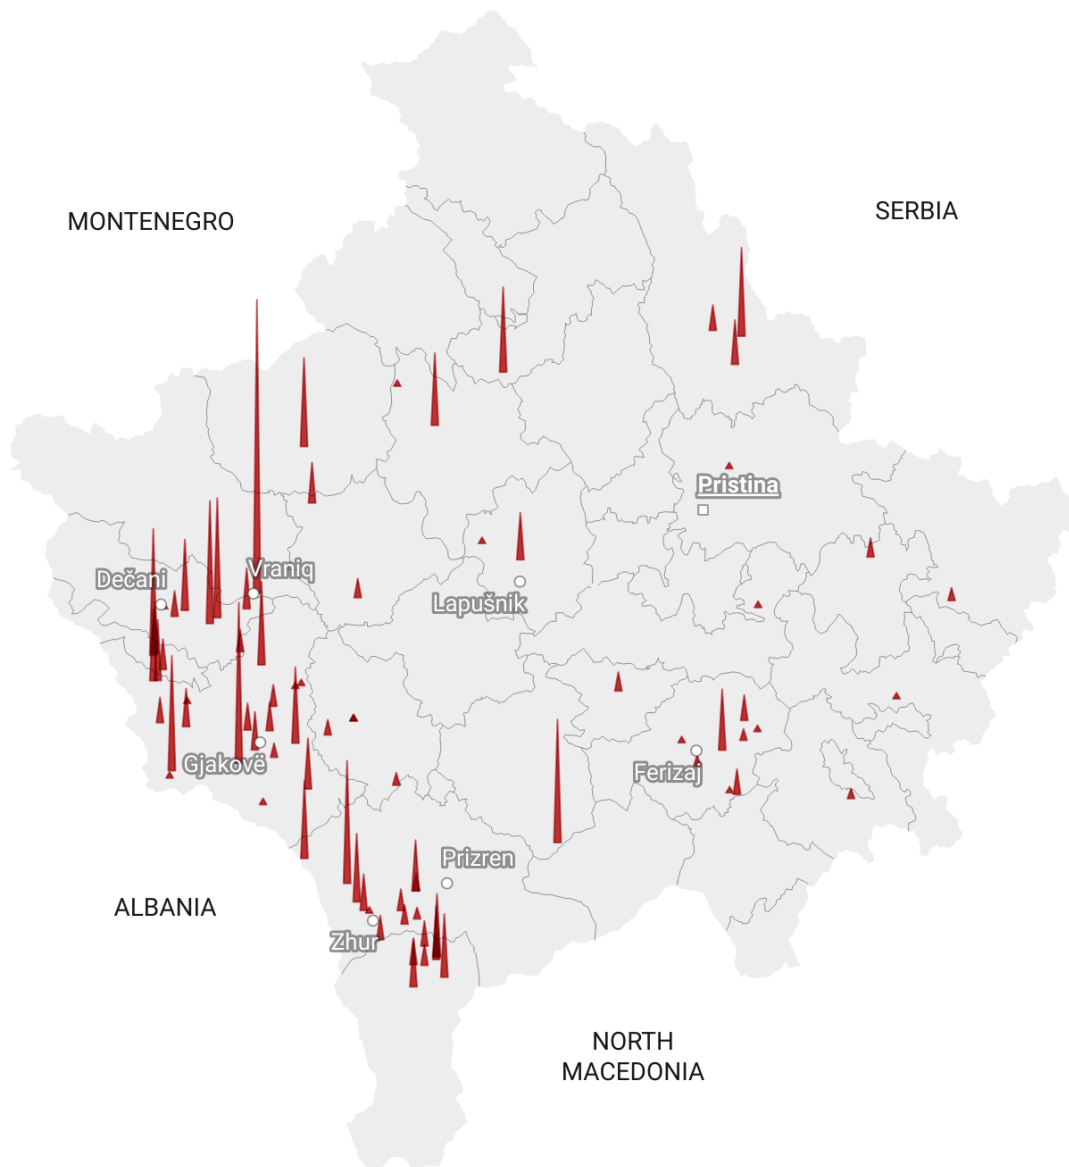 SERBIA
MONTENEGRO
Pristina
Vraniq
Dečani
Lapušnik
Gjakovë
Ferizaj
Prizren
ALBANIA
Zhur
NORTH
MACEDONIA